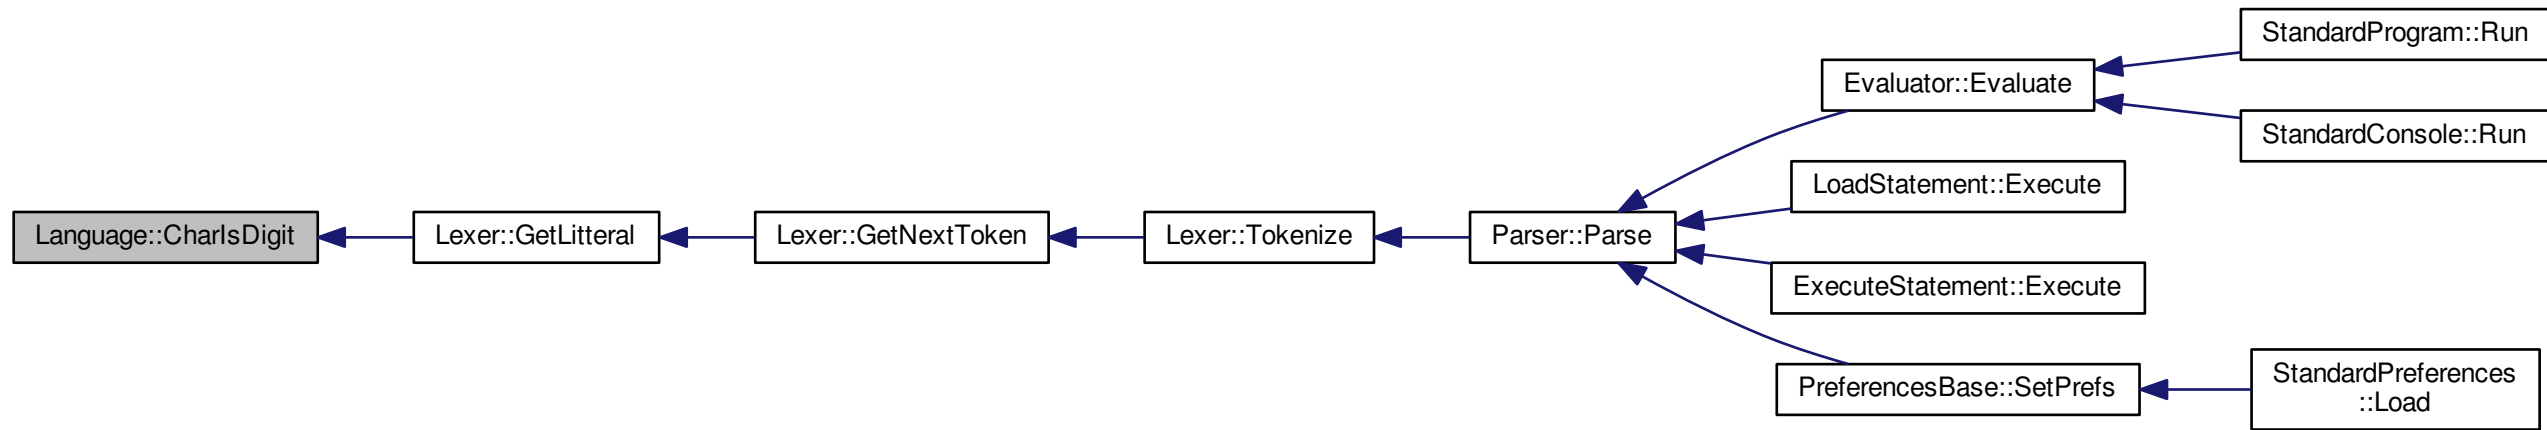 StandardProgram::Run
Evaluator::Evaluate
StandardConsole::Run
LoadStatement::Execute
Language::CharIsDigit
Lexer::GetLitteral
Lexer::GetNextToken
Lexer::Tokenize
Parser::Parse
ExecuteStatement::Execute
PreferencesBase::SetPrefs
StandardPreferences
::Load